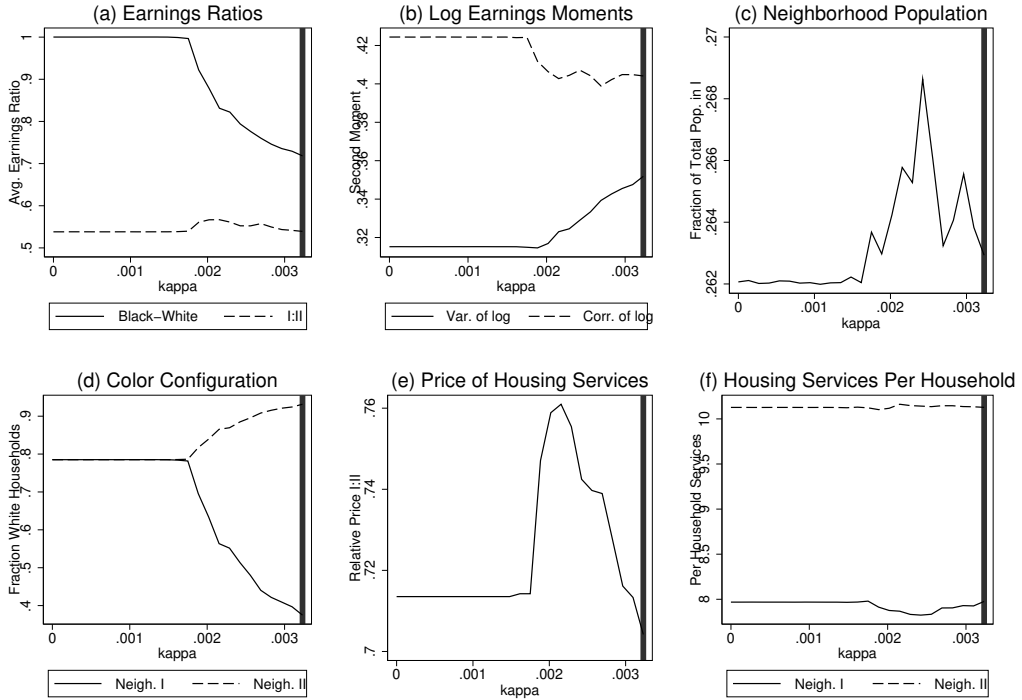 (a) Earnings Ratios
Avg. Earnings Ratio
1
.9
.8
.7
.6
.5
0 .001 .002 .003
kappa
Black−White I:II
(b) Log Earnings Moments
Second Moment
.42
.4
.38
.36
.34
.32
0 .001 .002 .003
kappa
Var. of log Corr. of log
(c) Neighborhood Population
Fraction of Total Pop. in I
.27
.268
.266
.264
.262
0 .001 .002 .003
kappa
(d) Color Configuration
Fraction White Households
.9
.8
.7
.6
.5
.4
0 .001 .002 .003
kappa
Neigh. I Neigh. II
(e) Price of Housing Services
Relative Price I:II
.76
.74
.72
.7
0 .001 .002 .003
kappa
(f) Housing Services Per Household
Per Household Services
10
9.5
9
8.5
8
0 .001 .002 .003
kappa
Neigh. I Neigh. II